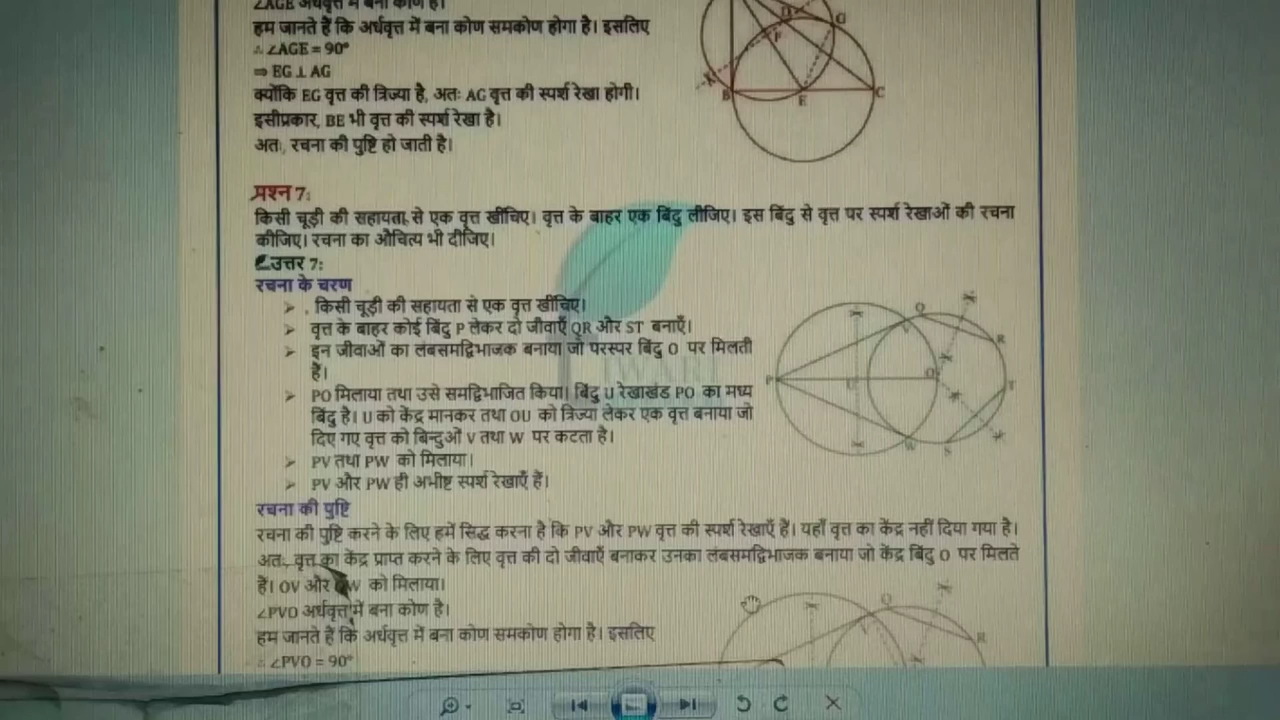 ∠AGE अर्धवृत्त में बना कोण है।
हम जानते हैं कि अर्धवृत्त में बना कोण समकोण होगा है। इसलिए
∴ ∠AGE = 90°
⇒ EG ⊥ AG
क्योंकि EG वृत्त की त्रिज्या है, अतः AG वृत्त की स्पर्श रेखा होगी।
इसीप्रकार, BE भी वृत्त की स्पर्श रेखा है।
अतः, रचना की पुष्टि हो जाती है।
B E C G F
प्रश्न 7:
किसी चूड़ी की सहायता से एक वृत्त खींचिए। वृत्त के बाहर एक बिंदु लीजिए। इस बिंदु से वृत्त पर स्पर्श रेखाओं की रचना
कीजिए। रचना का औचित्य भी दीजिए।
उत्तर 7:
रचना के चरण
➢ . किसी चूड़ी की सहायता से एक वृत्त खींचिए।
➢ वृत्त के बाहर कोई बिंदु P लेकर दो जीवाएँ QR और ST बनाएँ।
➢ इन जीवाओं का लंबसमद्विभाजक बनाया जो परस्पर बिंदु O पर मिलती
हैं।
➢ PO मिलाया तथा उसे समद्विभाजित किया। बिंदु U रेखाखंड PO का मध्य
बिंदु है। U को केंद्र मानकर तथा OU को त्रिज्या लेकर एक वृत्त बनाया जो
दिए गए वृत्त को बिन्दुओं V तथा W पर कटता है।
➢ PV तथा PW को मिलाया।
➢ PV और PW ही अभीष्ट स्पर्श रेखाएँ हैं।
Q
V
R
P U O T
W S
TIWARI
रचना की पुष्टि
रचना की पुष्टि करने के लिए हमें सिद्ध करना है कि PV और PW वृत्त की स्पर्श रेखाएँ हैं। यहाँ वृत्त का केंद्र नहीं दिया गया है।
अतः, वृत्त का केंद्र प्राप्त करने के लिए वृत्त की दो जीवाएँ बनाकर उनका लंबसमद्विभाजक बनाया जो केंद्र बिंदु O पर मिलते
हैं। OV और W को मिलाया।
∠PVO अर्धवृत्त में बना कोण है।
हम जानते हैं कि अर्धवृत्त में बना कोण समकोण होगा है। इसलिए
∴ ∠PVO = 90°
Q
V
R